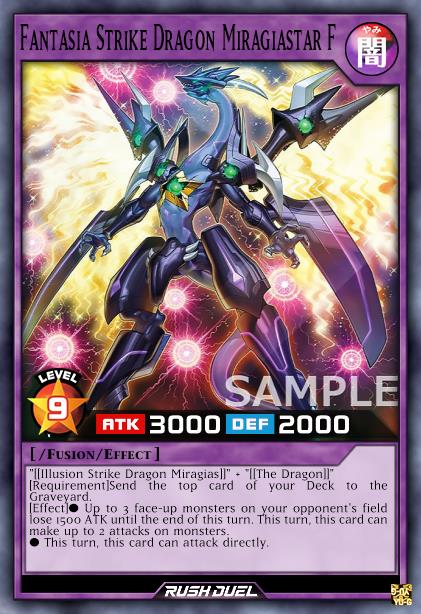 Fantasia Strike Dragon Miragiastar F
やみ
闇
SAMPLE
LEVEL
9
ATK 3000 DEF 2000
[ /Fusion/Effect ]
"[[Illusion Strike Dragon Miragias]]" + "[[The Dragon]]"
[Requirement]Send the top card of your Deck to the
Graveyard.
[Effect]● Up to 3 face-up monsters on your opponent's field
lose 1500 ATK until the end of this turn. This turn, this card can
make up to 2 attacks on monsters.
● This turn, this card can attack directly.
RUSH DUEL